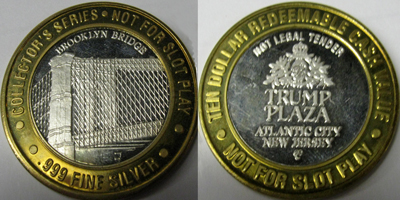 COLLECTOR'S SERIES • NOT FOR SLOT PLAY
BROOKLYN BRIDGE
.999 FINE SILVER
TEN DOLLAR REDEEMABLE CASH VALUE
NOT LEGAL TENDER
TRUMP
PLAZA
ATLANTIC CITY
NEW JERSEY
NOT FOR SLOT PLAY